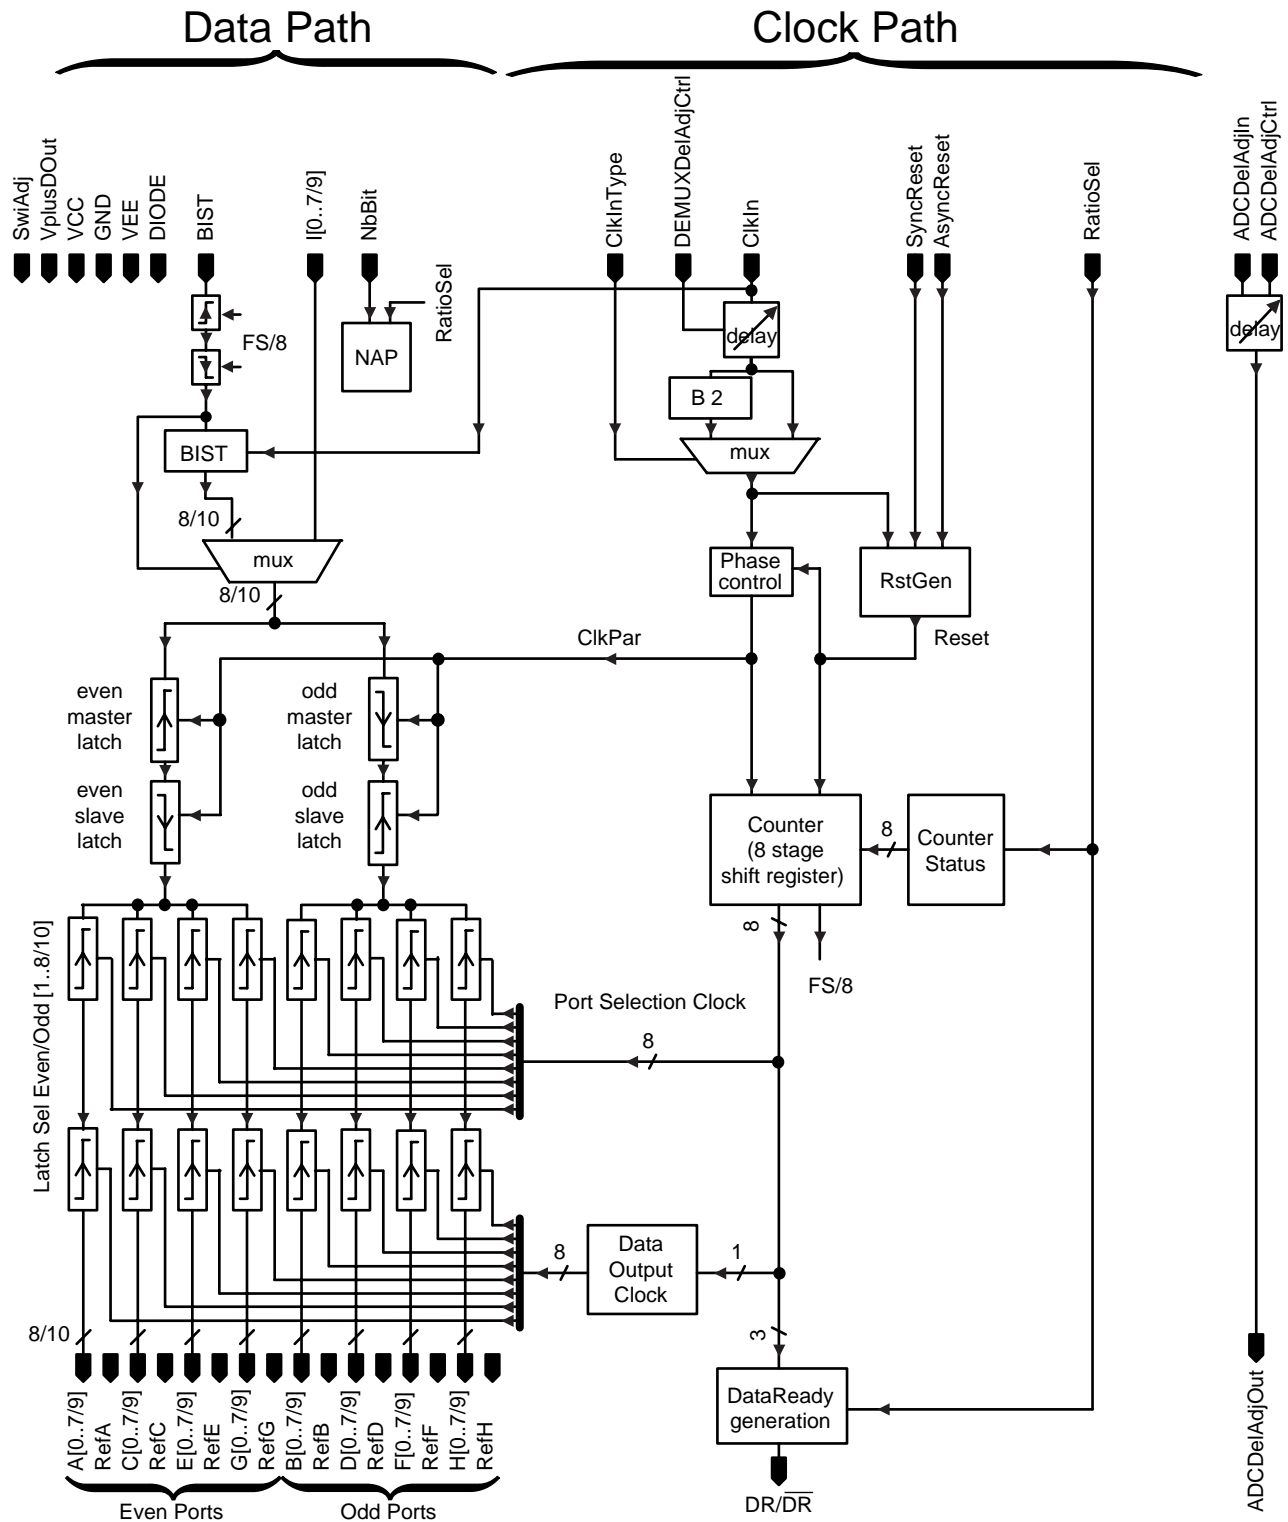 Data Path
Clock Path
SwiAdj
VplusDOut
VCC
GND
VEE
DIODE
BIST
I[0..7/9]
NbBit
ClkInType
DEMUXDelAdjCtrl
ClkIn
SyncReset
AsyncReset
RatioSel
ADCDelAdjIn
ADCDelAdjCtrl
FS/8
NAP
RatioSel
delay
delay
B 2
BIST
mux
8/10
mux
8/10
Phase
control
RstGen
ClkPar
Reset
even
master
latch
odd
master
latch
even
slave
latch
odd
slave
latch
Counter
(8 stage
shift register)
8
Counter
Status
8
FS/8
Latch Sel Even/Odd [1..8/10]
Port Selection Clock
8
8
Data
Output
Clock
1
8/10
3
DataReady
generation
A[0..7/9]
RefA
C[0..7/9]
RefC
E[0..7/9]
RefE
G[0..7/9]
RefG
B[0..7/9]
RefB
D[0..7/9]
RefD
F[0..7/9]
RefF
H[0..7/9]
RefH
Even Ports
Odd Ports
DR/D̅R̅
ADCDelAdjOut